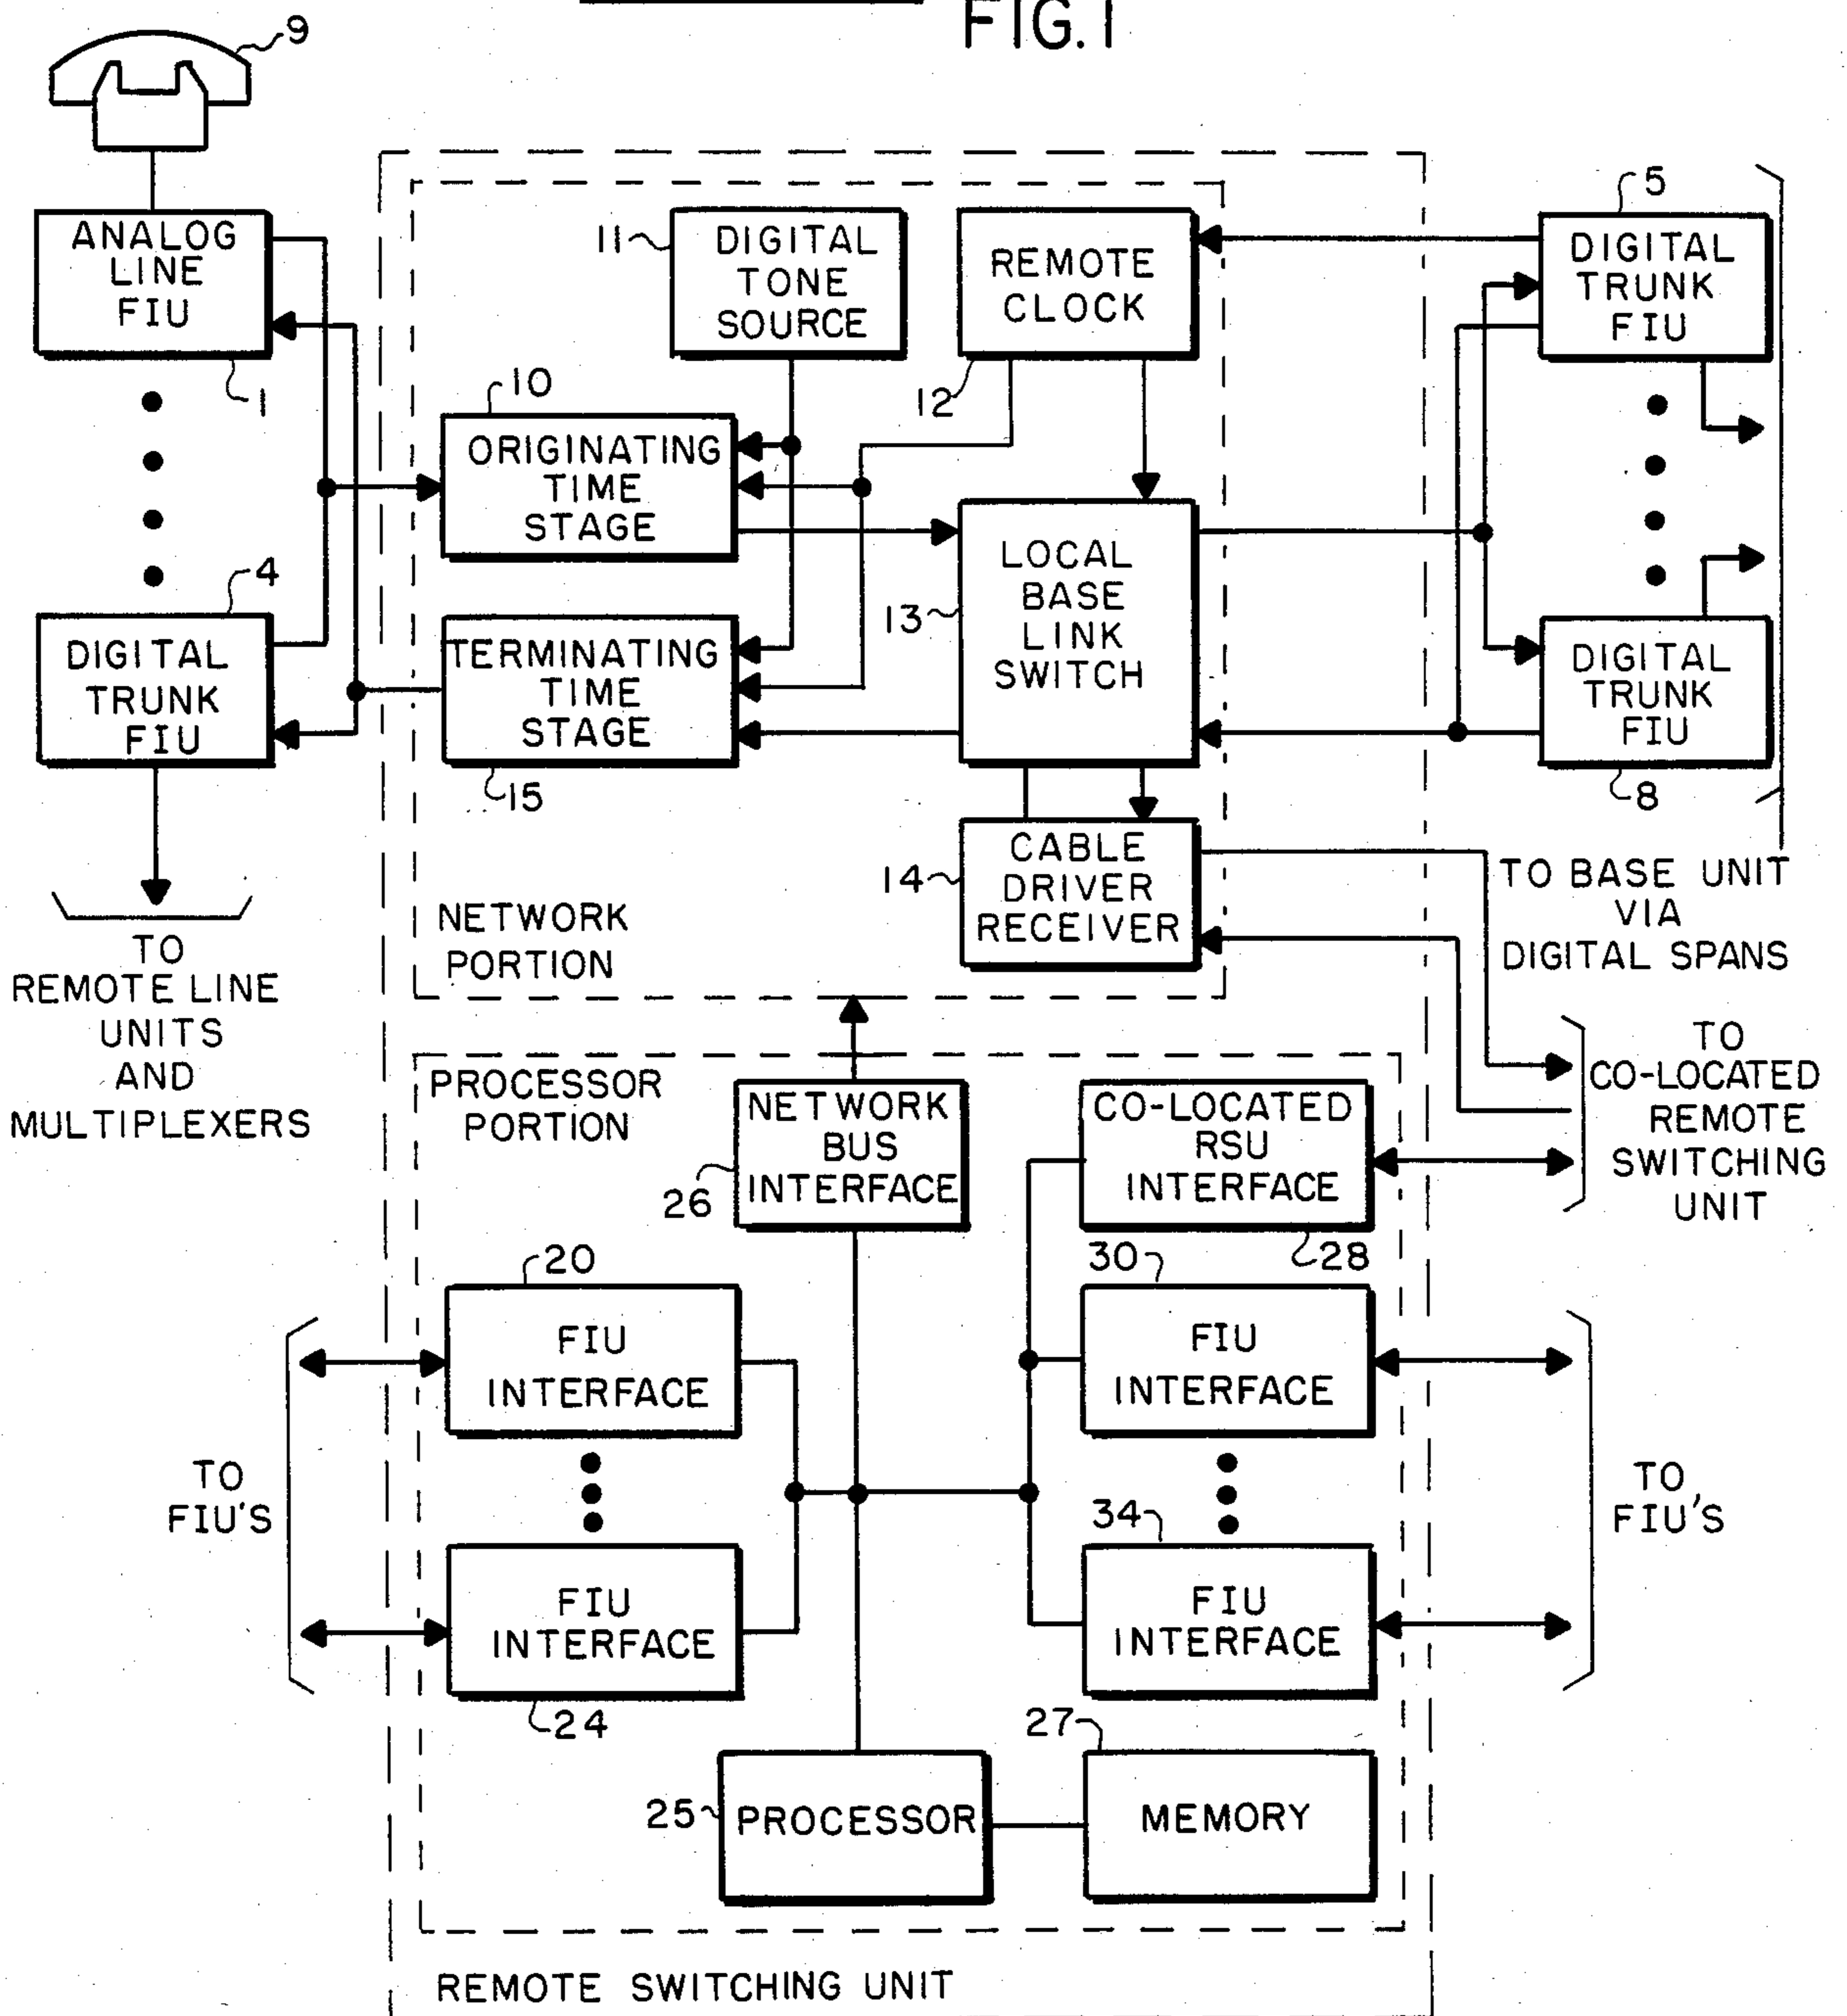 FIG. 1
9
ANALOG
LINE
FIU
1
11
DIGITAL
TONE
SOURCE
REMOTE
CLOCK
12
5
DIGITAL
TRUNK
FIU
10
ORIGINATING
TIME
STAGE
4
DIGITAL
TRUNK
FIU
TERMINATING
TIME
STAGE
15
13
LOCAL
BASE
LINK
SWITCH
DIGITAL
TRUNK
FIU
8
14
CABLE
DRIVER
RECEIVER
TO BASE UNIT
VIA
DIGITAL SPANS
NETWORK
PORTION
TO
REMOTE LINE
UNITS
AND
MULTIPLEXERS
TO
CO-LOCATED
REMOTE
SWITCHING
UNIT
PROCESSOR
PORTION
NETWORK
BUS
INTERFACE
26
CO-LOCATED
RSU
INTERFACE
28
20
FIU
INTERFACE
30
FIU
INTERFACE
TO
FIU'S
TO
FIU'S
FIU
INTERFACE
24
34
FIU
INTERFACE
25
PROCESSOR
27
MEMORY
REMOTE SWITCHING UNIT